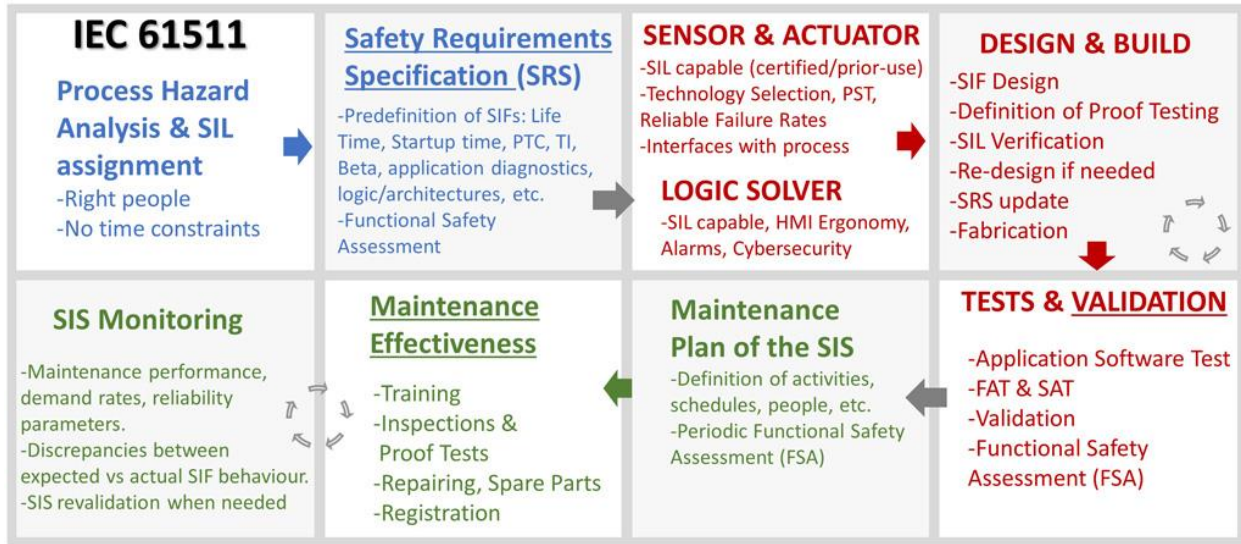 IEC 61511
Process Hazard
Analysis & SIL
assignment
-Right people
-No time constraints
Safety Requirements
Specification (SRS)
-Predefinition of SIFs: Life
Time, Startup time, PTC, TI,
Beta, application diagnostics,
logic/architectures, etc.
-Functional Safety
Assessment
SENSOR & ACTUATOR
-SIL capable (certified/prior-use)
-Technology Selection, PST,
Reliable Failure Rates
-Interfaces with process
LOGIC SOLVER
-SIL capable, HMI Ergonomy,
Alarms, Cybersecurity
DESIGN & BUILD
-SIF Design
-Definition of Proof Testing
-SIL Verification
-Re-design if needed
-SRS update
-Fabrication
TESTS & VALIDATION
-Application Software Test
-FAT & SAT
-Validation
-Functional Safety
Assessment (FSA)
Maintenance
Plan of the SIS
-Definition of activities,
schedules, people, etc.
-Periodic Functional Safety
Assessment (FSA)
Maintenance
Effectiveness
-Training
-Inspections &
Proof Tests
-Repairing, Spare Parts
-Registration
SIS Monitoring
-Maintenance performance,
demand rates, reliability
parameters.
-Discrepancies between
expected vs actual SIF behaviour.
-SIS revalidation when needed